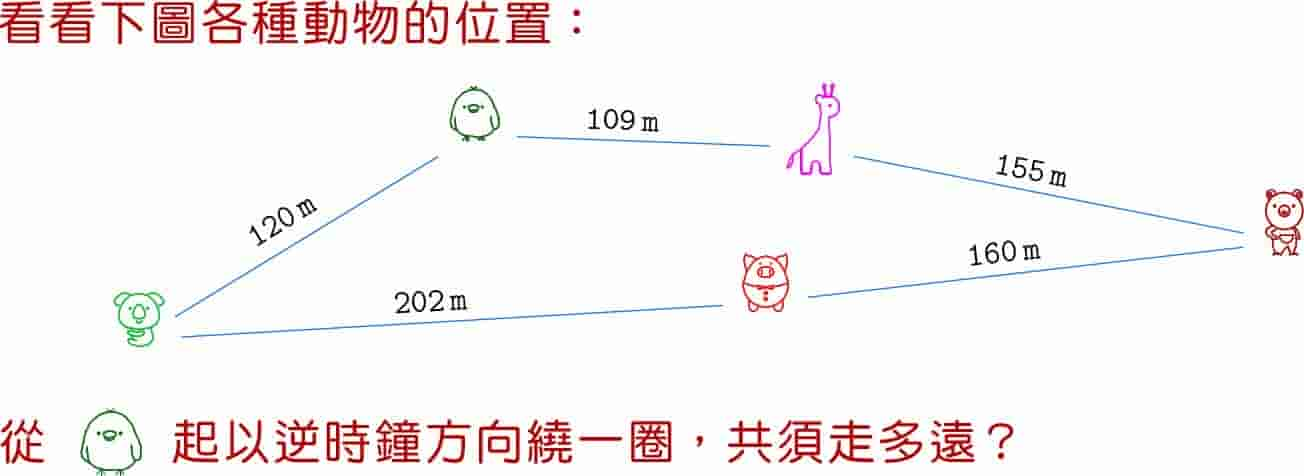 看看下圖各種動物的位置：
109 m
155 m
120 m
160 m
202 m
從 起以逆時鐘方向繞一圈，共須走多遠？